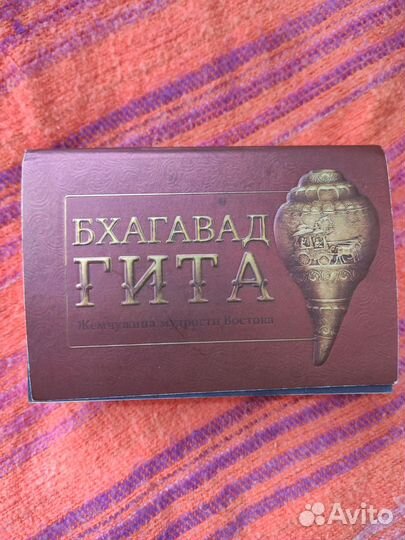 БХАГАВАД
ГИТА
Жемчужина мудрости Востока
Avito